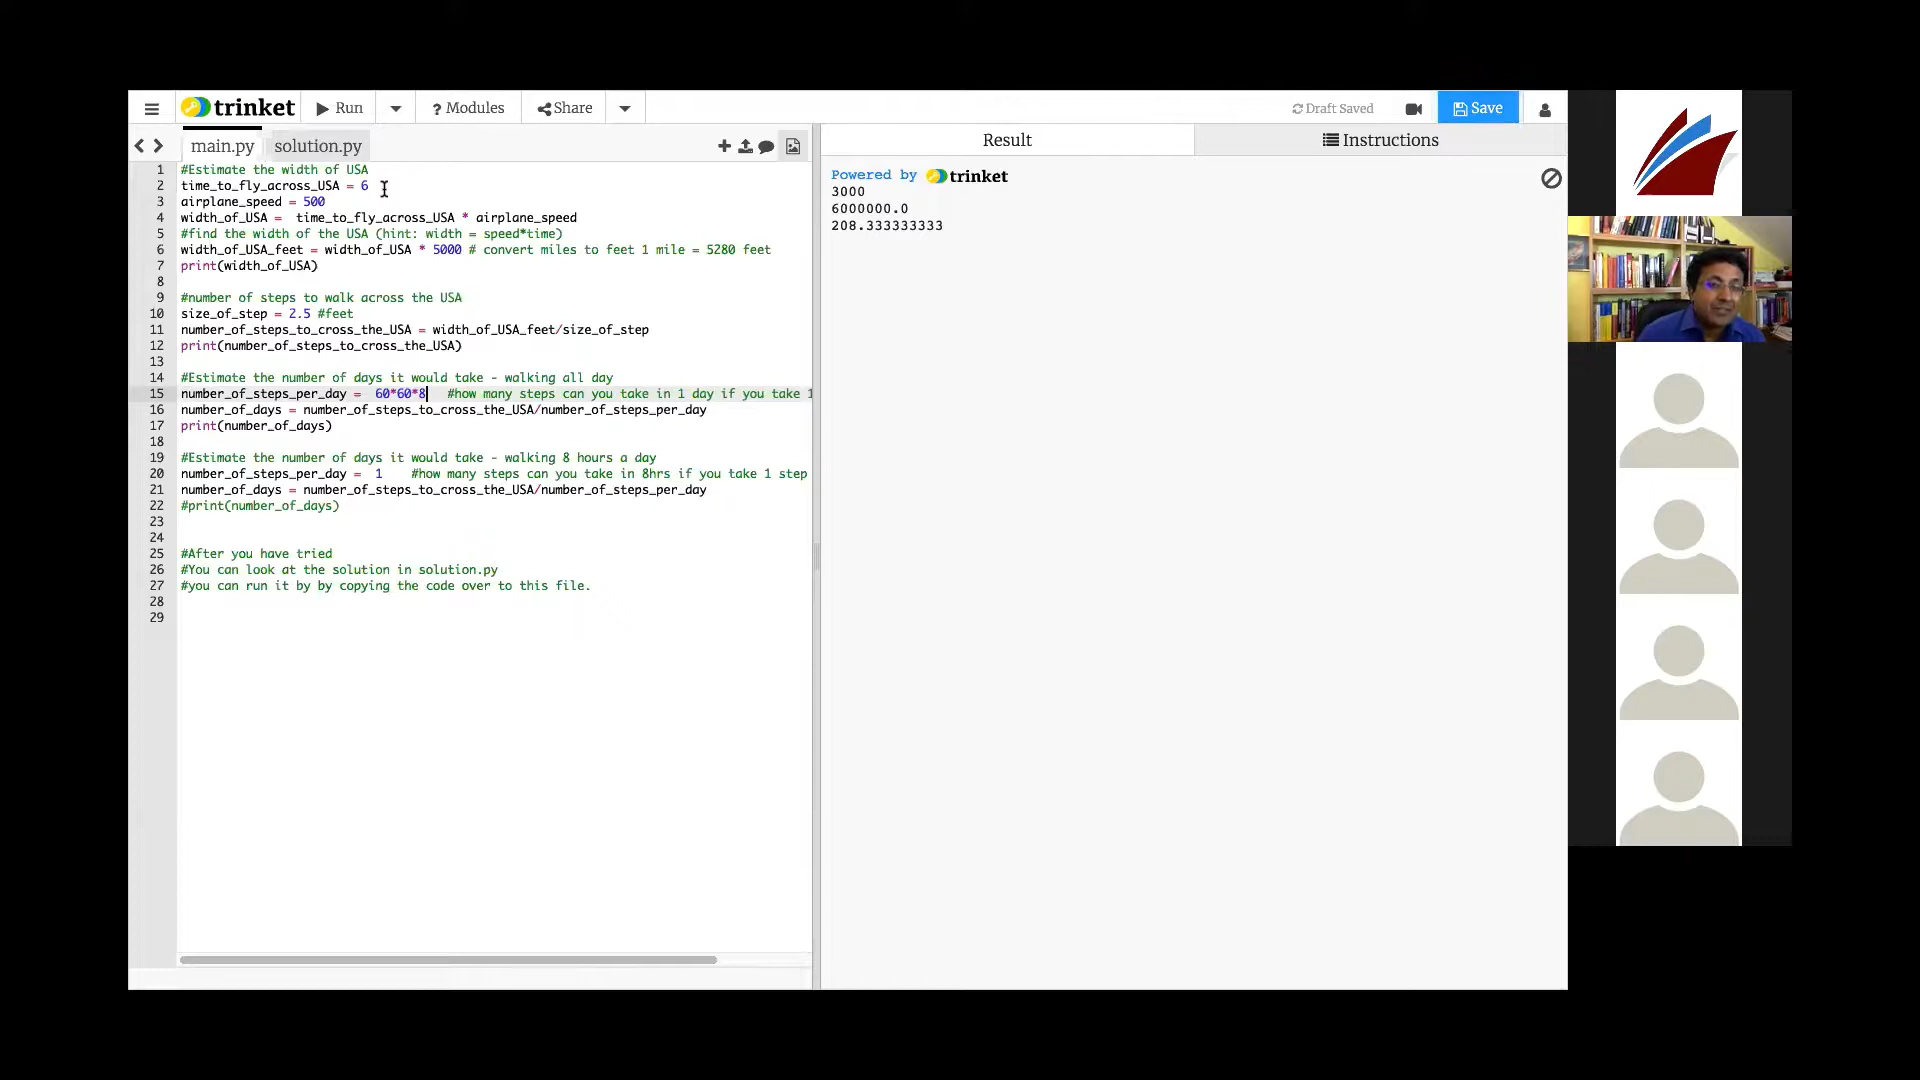 trinket Run ? Modules Share Draft Saved Save
main.py solution.py Result Instructions
1 #Estimate the width of USA
2 time_to_fly_across_USA = 6
3 airplane_speed = 500
4 width_of_USA =  time_to_fly_across_USA * airplane_speed
5 #find the width of the USA (hint: width = speed*time)
6 width_of_USA_feet = width_of_USA * 5000 # convert miles to feet 1 mile = 5280 feet
7 print(width_of_USA)
8
9 #number of steps to walk across the USA
10 size_of_step = 2.5 #feet
11 number_of_steps_to_cross_the_USA = width_of_USA_feet/size_of_step
12 print(number_of_steps_to_cross_the_USA)
13
14 #Estimate the number of days it would take - walking all day
15 number_of_steps_per_day =  60*60*8   #how many steps can you take in 1 day if you take 1
16 number_of_days = number_of_steps_to_cross_the_USA/number_of_steps_per_day
17 print(number_of_days)
18
19 #Estimate the number of days it would take - walking 8 hours a day
20 number_of_steps_per_day =  1    #how many steps can you take in 8hrs if you take 1 step
21 number_of_days = number_of_steps_to_cross_the_USA/number_of_steps_per_day
22 #print(number_of_days)
23
24
25 #After you have tried
26 #You can look at the solution in solution.py
27 #you can run it by by copying the code over to this file.
28
29
Powered by trinket
3000
6000000.0
208.333333333